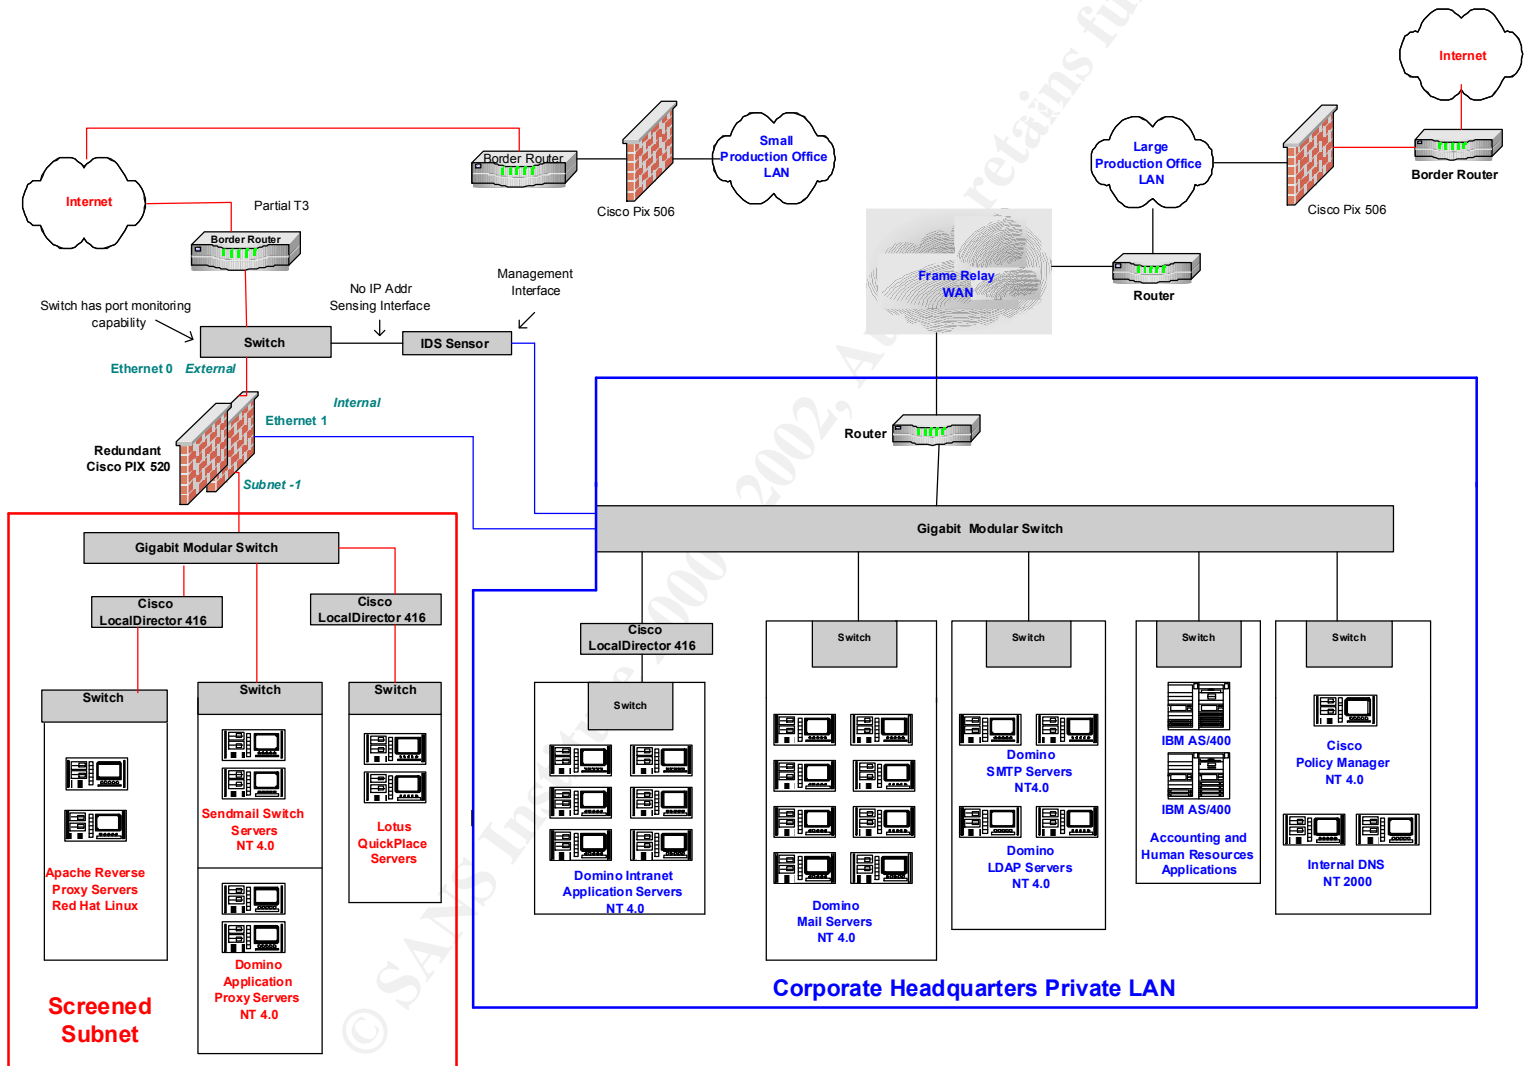 Internet
Border Router
Cisco Pix 506
Small
Production Office
LAN
Large
Production Office
LAN
Cisco Pix 506
Internet
Border Router
Partial T3
Border Router
Frame Relay
WAN
Router
Switch has port monitoring
capability
No IP Addr
Sensing Interface
Management
Interface
Switch
IDS Sensor
Ethernet 0 External
Internal
Ethernet 1
Redundant
Cisco PIX 520
Subnet -1
Router
Gigabit Modular Switch
Gigabit Modular Switch
Cisco
LocalDirector 416
Cisco
LocalDirector 416
Switch
Apache Reverse
Proxy Servers
Red Hat Linux
Switch
Sendmail Switch
Servers
NT 4.0
Domino
Application
Proxy Servers
NT 4.0
Switch
Lotus
QuickPlace
Servers
Screened
Subnet
Cisco
LocalDirector 416
Switch
Domino Intranet
Application Servers
NT 4.0
Switch
Domino
Mail Servers
NT 4.0
Switch
Domino
SMTP Servers
NT4.0
Domino
LDAP Servers
NT 4.0
Switch
IBM AS/400
IBM AS/400
Accounting and
Human Resources
Applications
Switch
Cisco
Policy Manager
NT 4.0
Internal DNS
NT 2000
Corporate Headquarters Private LAN
© SANS Institute 2000 2002, Au retains ful